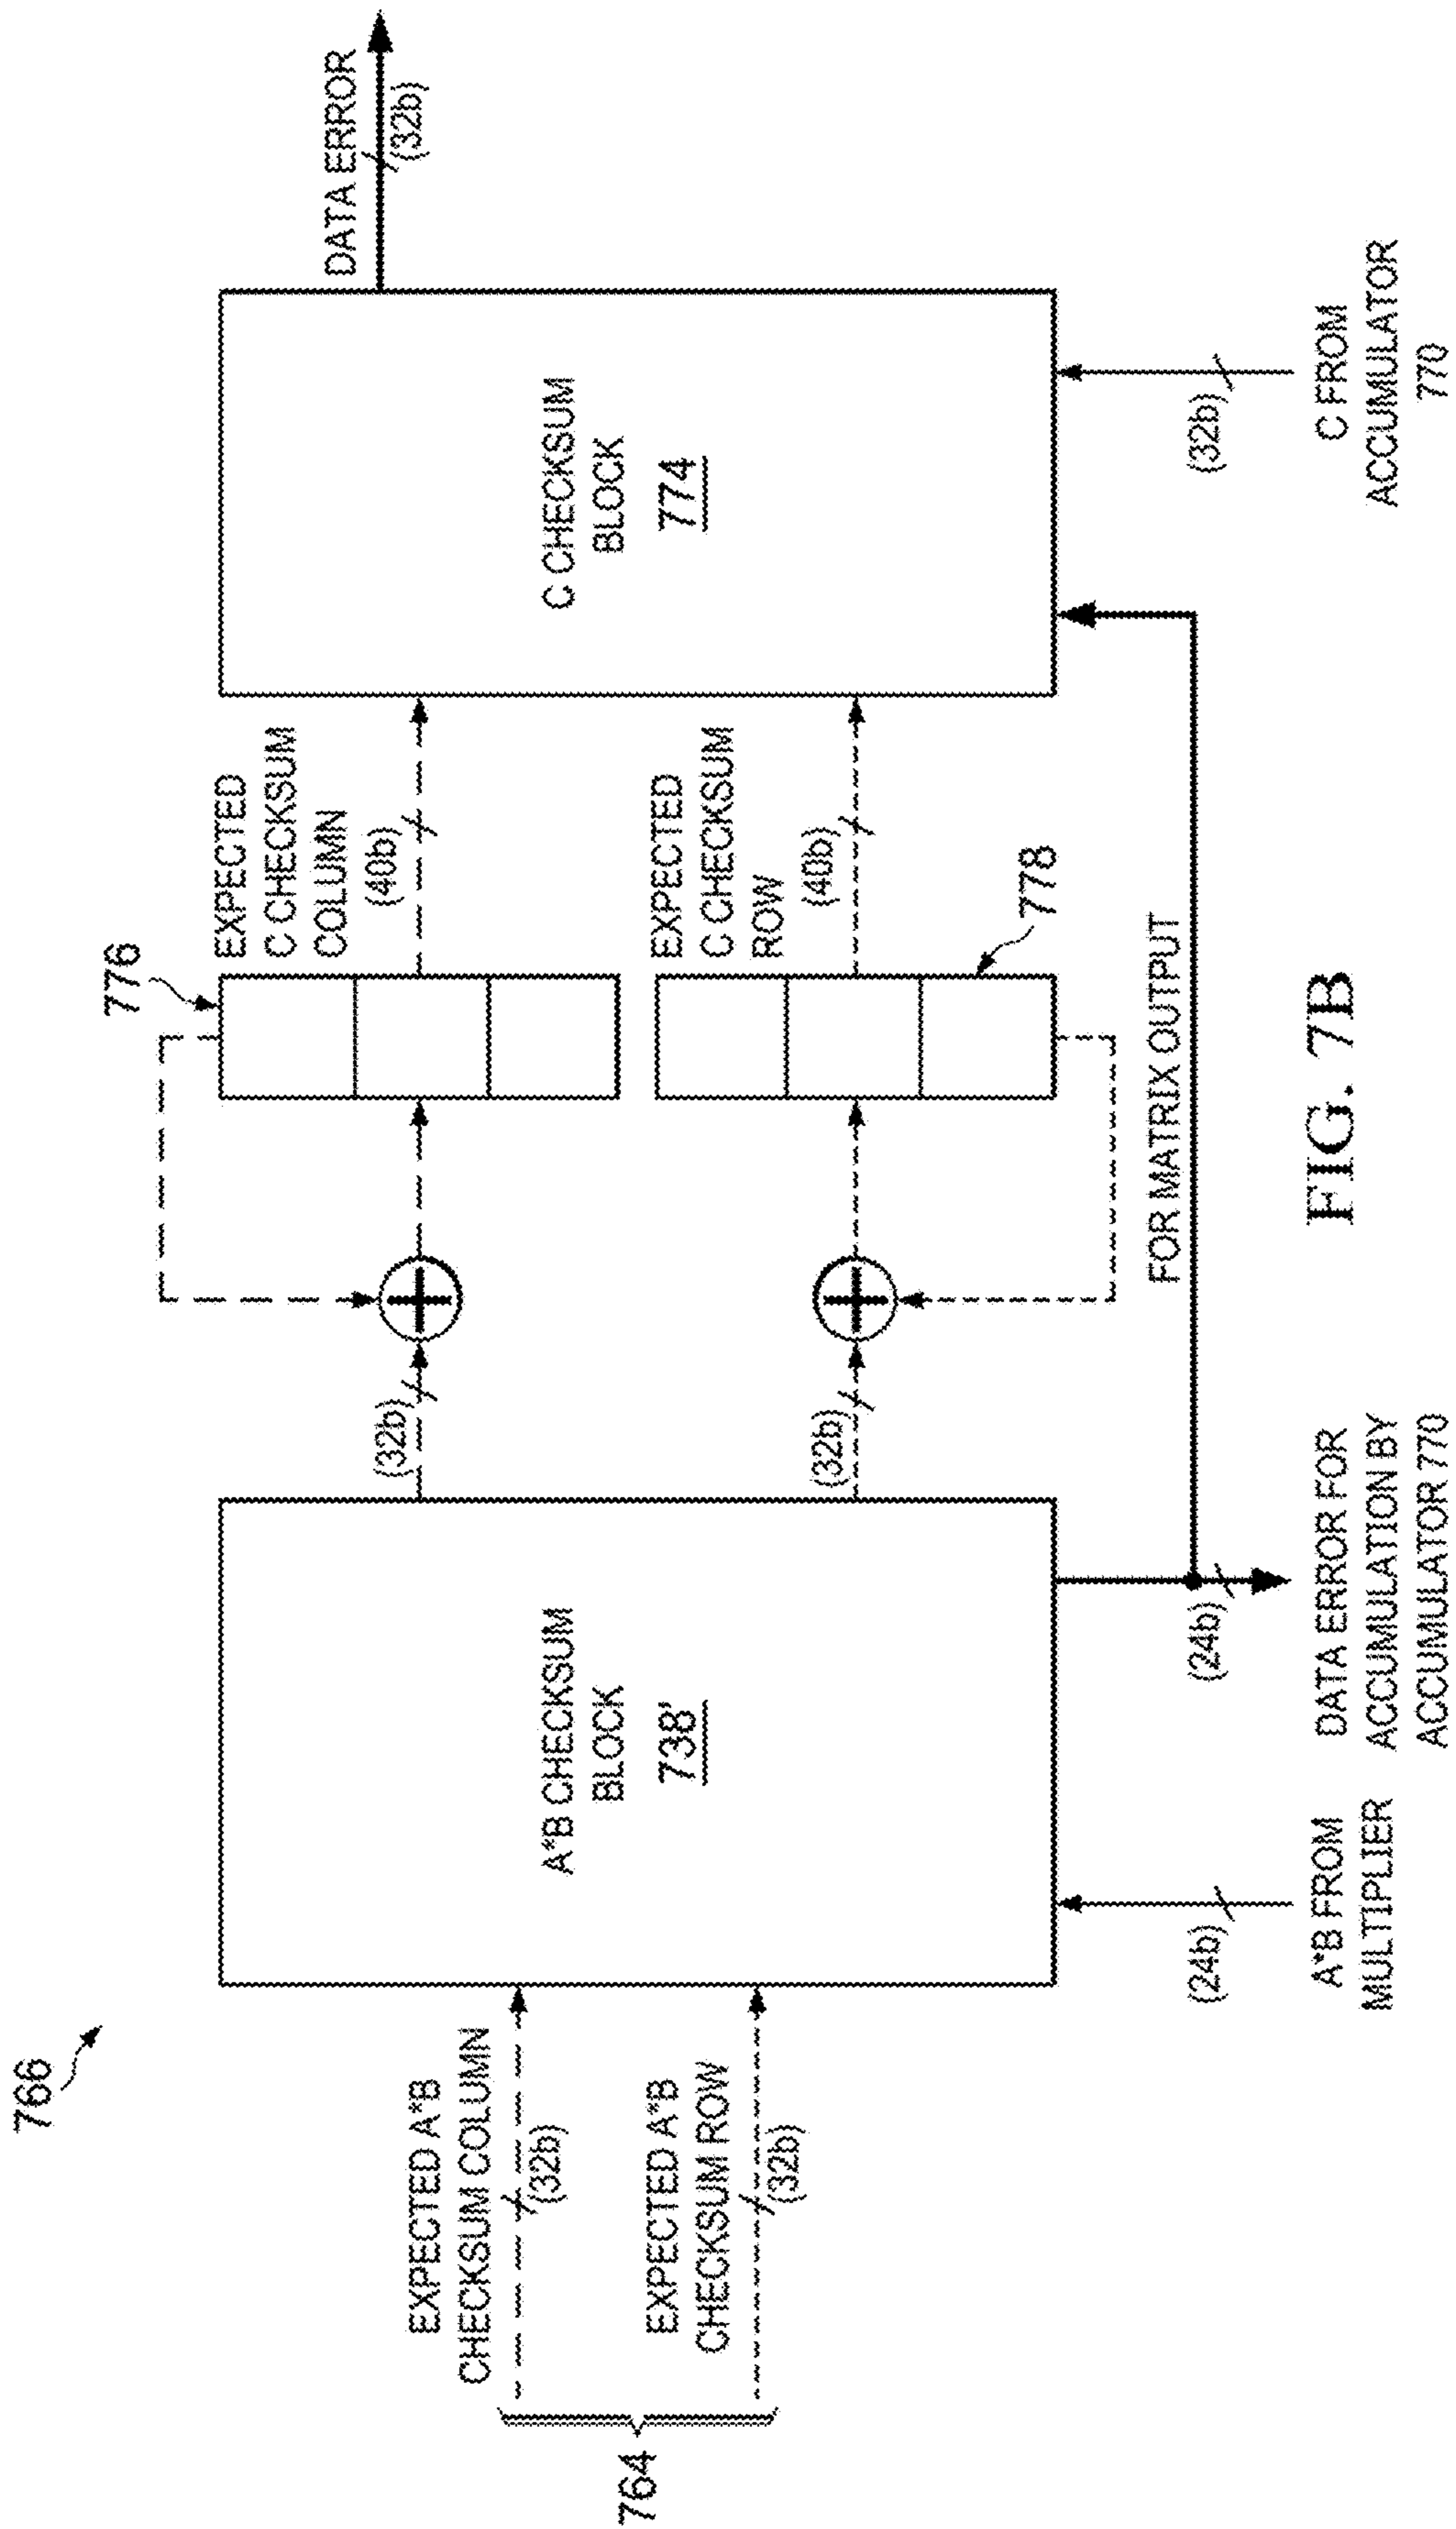 766
764
EXPECTED A*B
CHECKSUM COLUMN
(32b)
EXPECTED A*B
CHECKSUM ROW
(32b)
A*B CHECKSUM
BLOCK
738'
(24b)
A*B FROM
MULTIPLIER
(24b)
DATA ERROR FOR
ACCUMULATION BY
ACCUMULATOR 770
(32b)
(32b)
776
778
EXPECTED
C CHECKSUM
COLUMN
(40b)
EXPECTED
C CHECKSUM
ROW
(40b)
FOR MATRIX OUTPUT
C CHECKSUM
BLOCK
774
DATA ERROR
(32b)
(32b)
C FROM
ACCUMULATOR
770
FIG. 7B